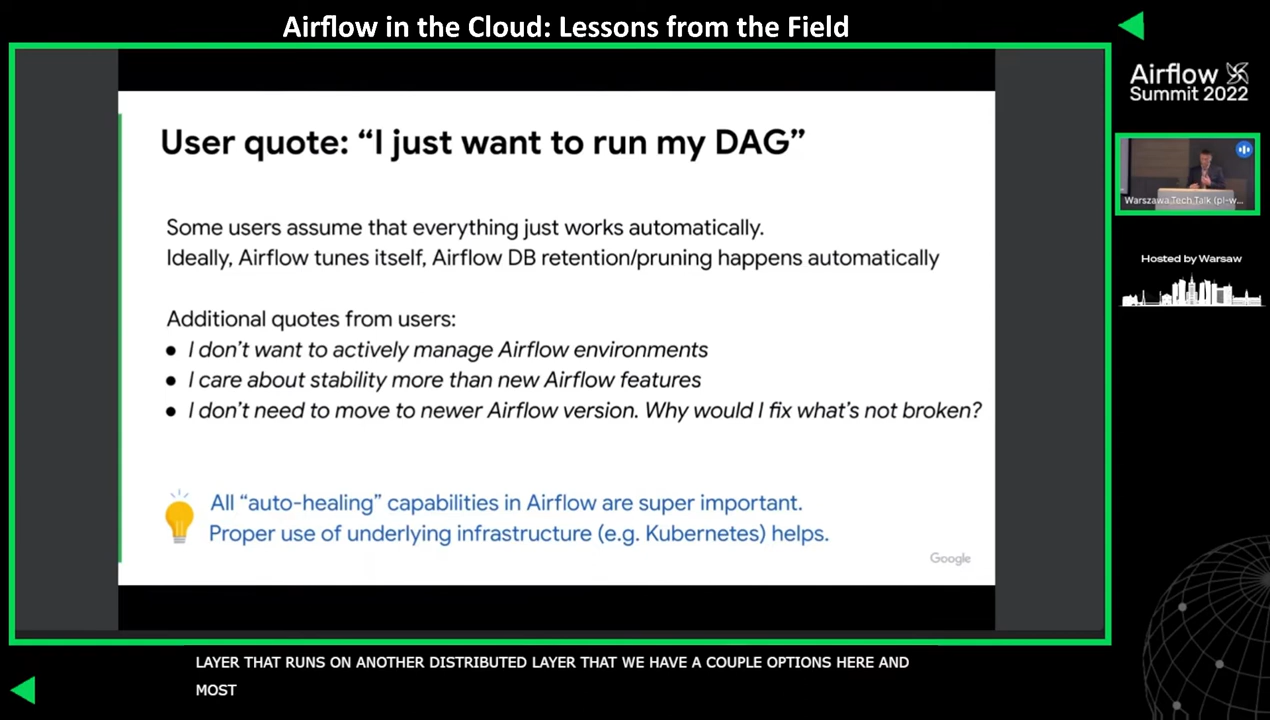 Airflow in the Cloud: Lessons from the Field
Airflow
Summit 2022
User quote: “I just want to run my DAG”
Some users assume that everything just works automatically.
Ideally, Airflow tunes itself, Airflow DB retention/pruning happens automatically
Additional quotes from users:
● I don’t want to actively manage Airflow environments
● I care about stability more than new Airflow features
● I don’t need to move to newer Airflow version. Why would I fix what’s not broken?
All “auto-healing” capabilities in Airflow are super important.
Proper use of underlying infrastructure (e.g. Kubernetes) helps.
Google
Warszawa Tech Talk (pl-w...
Hosted by Warsaw
LAYER THAT RUNS ON ANOTHER DISTRIBUTED LAYER THAT WE HAVE A COUPLE OPTIONS HERE AND
MOST